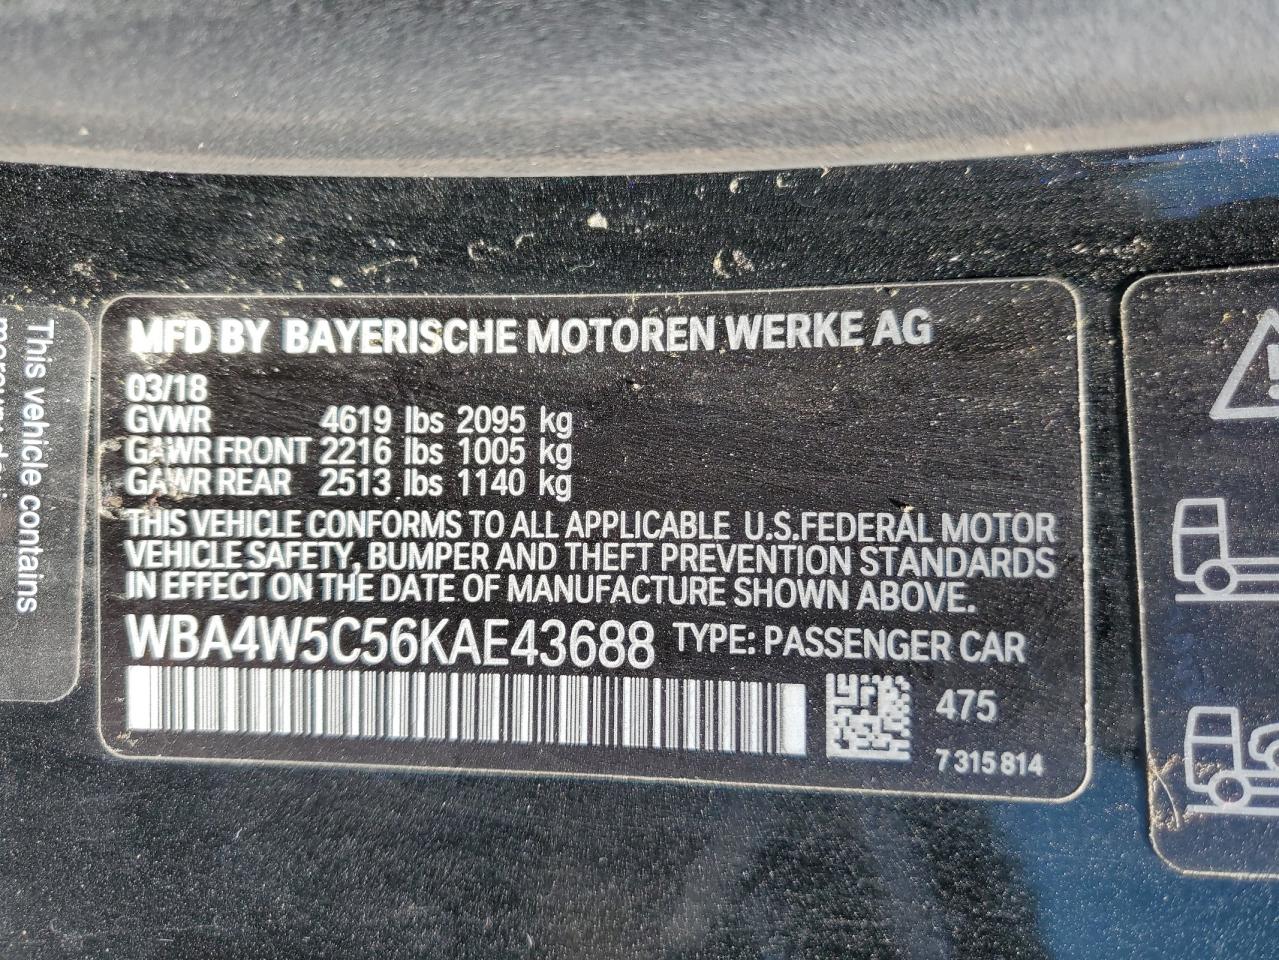 This vehicle contains
MFD BY BAYERISCHE MOTOREN WERKE AG
03/18
GVWR 4619 lbs 2095 kg
GAWR FRONT 2216 lbs 1005 kg
GAWR REAR 2513 lbs 1140 kg
THIS VEHICLE CONFORMS TO ALL APPLICABLE U.S.FEDERAL MOTOR
VEHICLE SAFETY, BUMPER AND THEFT PREVENTION STANDARDS
IN EFFECT ON THE DATE OF MANUFACTURE SHOWN ABOVE.
WBA4W5C56KAE43688 TYPE: PASSENGER CAR
475
7 315 814